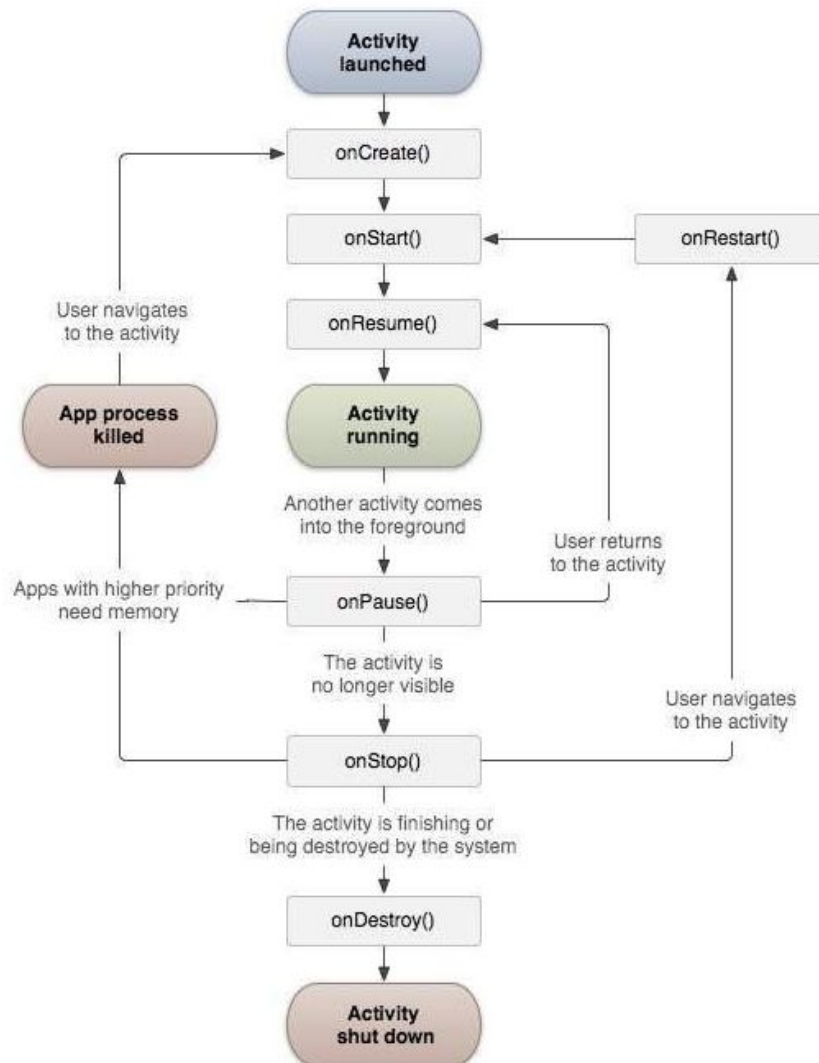 Activity
launched
onCreate()
onStart()
onRestart()
User navigates
to the activity
onResume()
App process
killed
Activity
running
Another activity comes
into the foreground
User returns
to the activity
Apps with higher priority
need memory
onPause()
The activity is
no longer visible
User navigates
to the activity
onStop()
The activity is finishing or
being destroyed by the system
onDestroy()
Activity
shut down